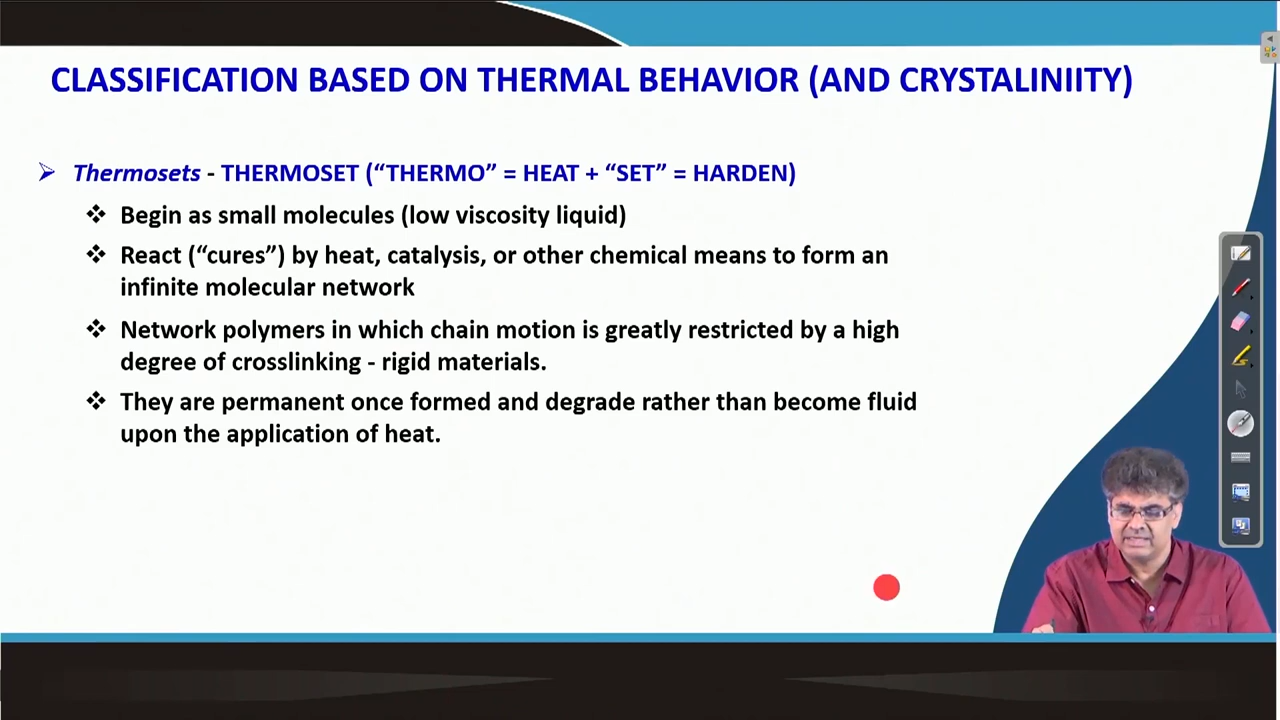 CLASSIFICATION BASED ON THERMAL BEHAVIOR (AND CRYSTALINIITY)
Thermosets - THERMOSET (“THERMO” = HEAT + “SET” = HARDEN)
Begin as small molecules (low viscosity liquid)
React (“cures”) by heat, catalysis, or other chemical means to form an
infinite molecular network
Network polymers in which chain motion is greatly restricted by a high
degree of crosslinking - rigid materials.
They are permanent once formed and degrade rather than become fluid
upon the application of heat.